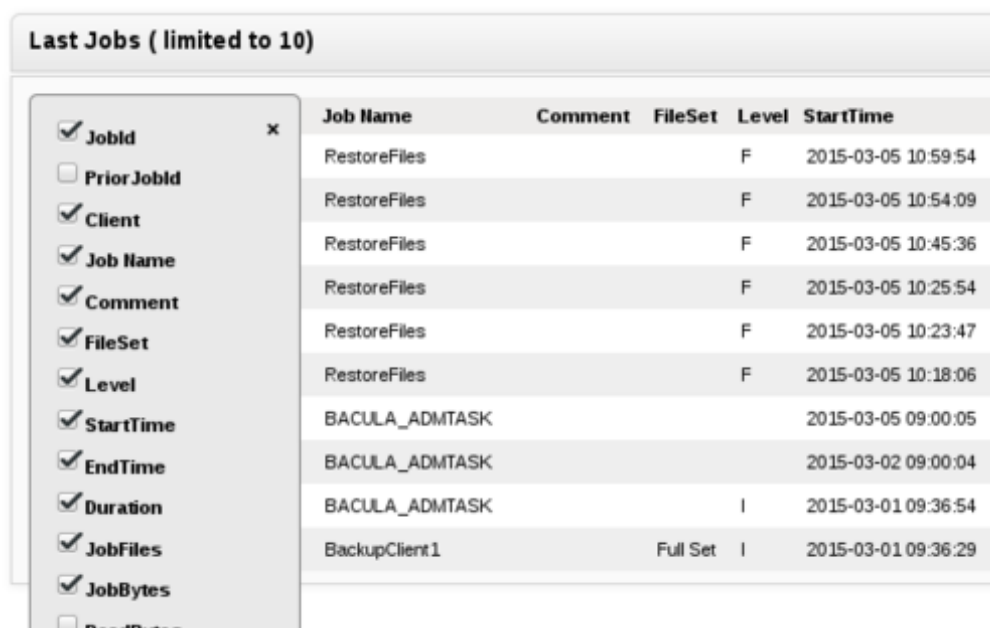 Last Jobs ( limited to 10)
JobId
×
PriorJobId
Client
Job Name
Comment
FileSet
Level
StartTime
EndTime
Duration
JobFiles
JobBytes
Job Name Comment FileSet Level StartTime
RestoreFiles F 2015-03-05 10:59:54
RestoreFiles F 2015-03-05 10:54:09
RestoreFiles F 2015-03-05 10:45:36
RestoreFiles F 2015-03-05 10:25:54
RestoreFiles F 2015-03-05 10:23:47
RestoreFiles F 2015-03-05 10:18:06
BACULA_ADMTASK 2015-03-05 09:00:05
BACULA_ADMTASK 2015-03-02 09:00:04
BACULA_ADMTASK I 2015-03-01 09:36:54
BackupClient1 Full Set I 2015-03-01 09:36:29